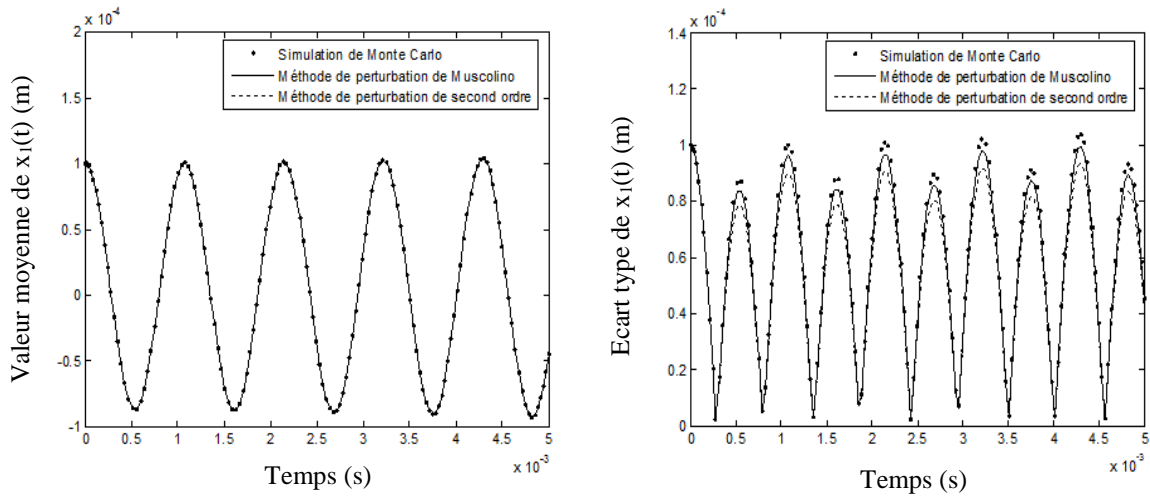 x 10-4
2
1.5
1
0.5
0
-0.5
-1
Valeur moyenne de x1(t) (m)
Simulation de Monte Carlo
Méthode de perturbation de Muscolino
Méthode de perturbation de second ordre
0 0.5 1 1.5 2 2.5 3 3.5 4 4.5 5
Temps (s)
x 10-3
x 10-4
1.4
1.2
1
0.8
0.6
0.4
0.2
0
Ecart type de x1(t) (m)
Simulation de Monte Carlo
Méthode de perturbation de Muscolino
Méthode de perturbation de second ordre
0 0.5 1 1.5 2 2.5 3 3.5 4 4.5 5
Temps (s)
x 10-3